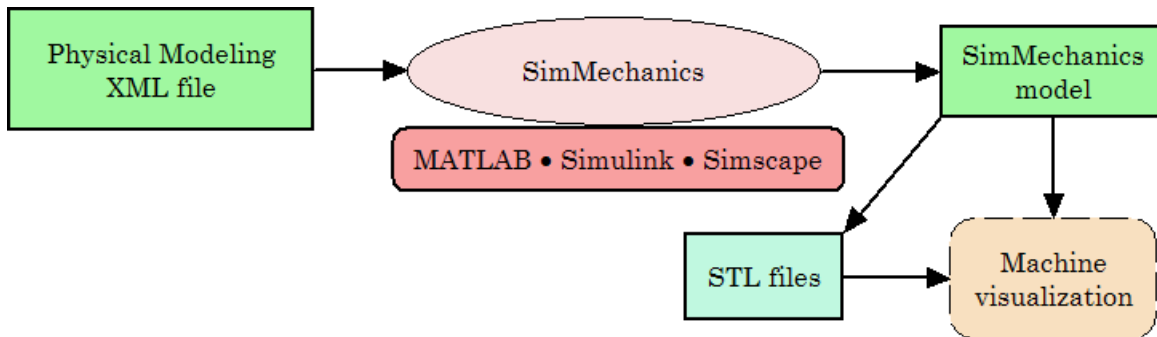 Physical Modeling
XML file
SimMechanics
SimMechanics
model
MATLAB • Simulink • Simscape
STL files
Machine
visualization